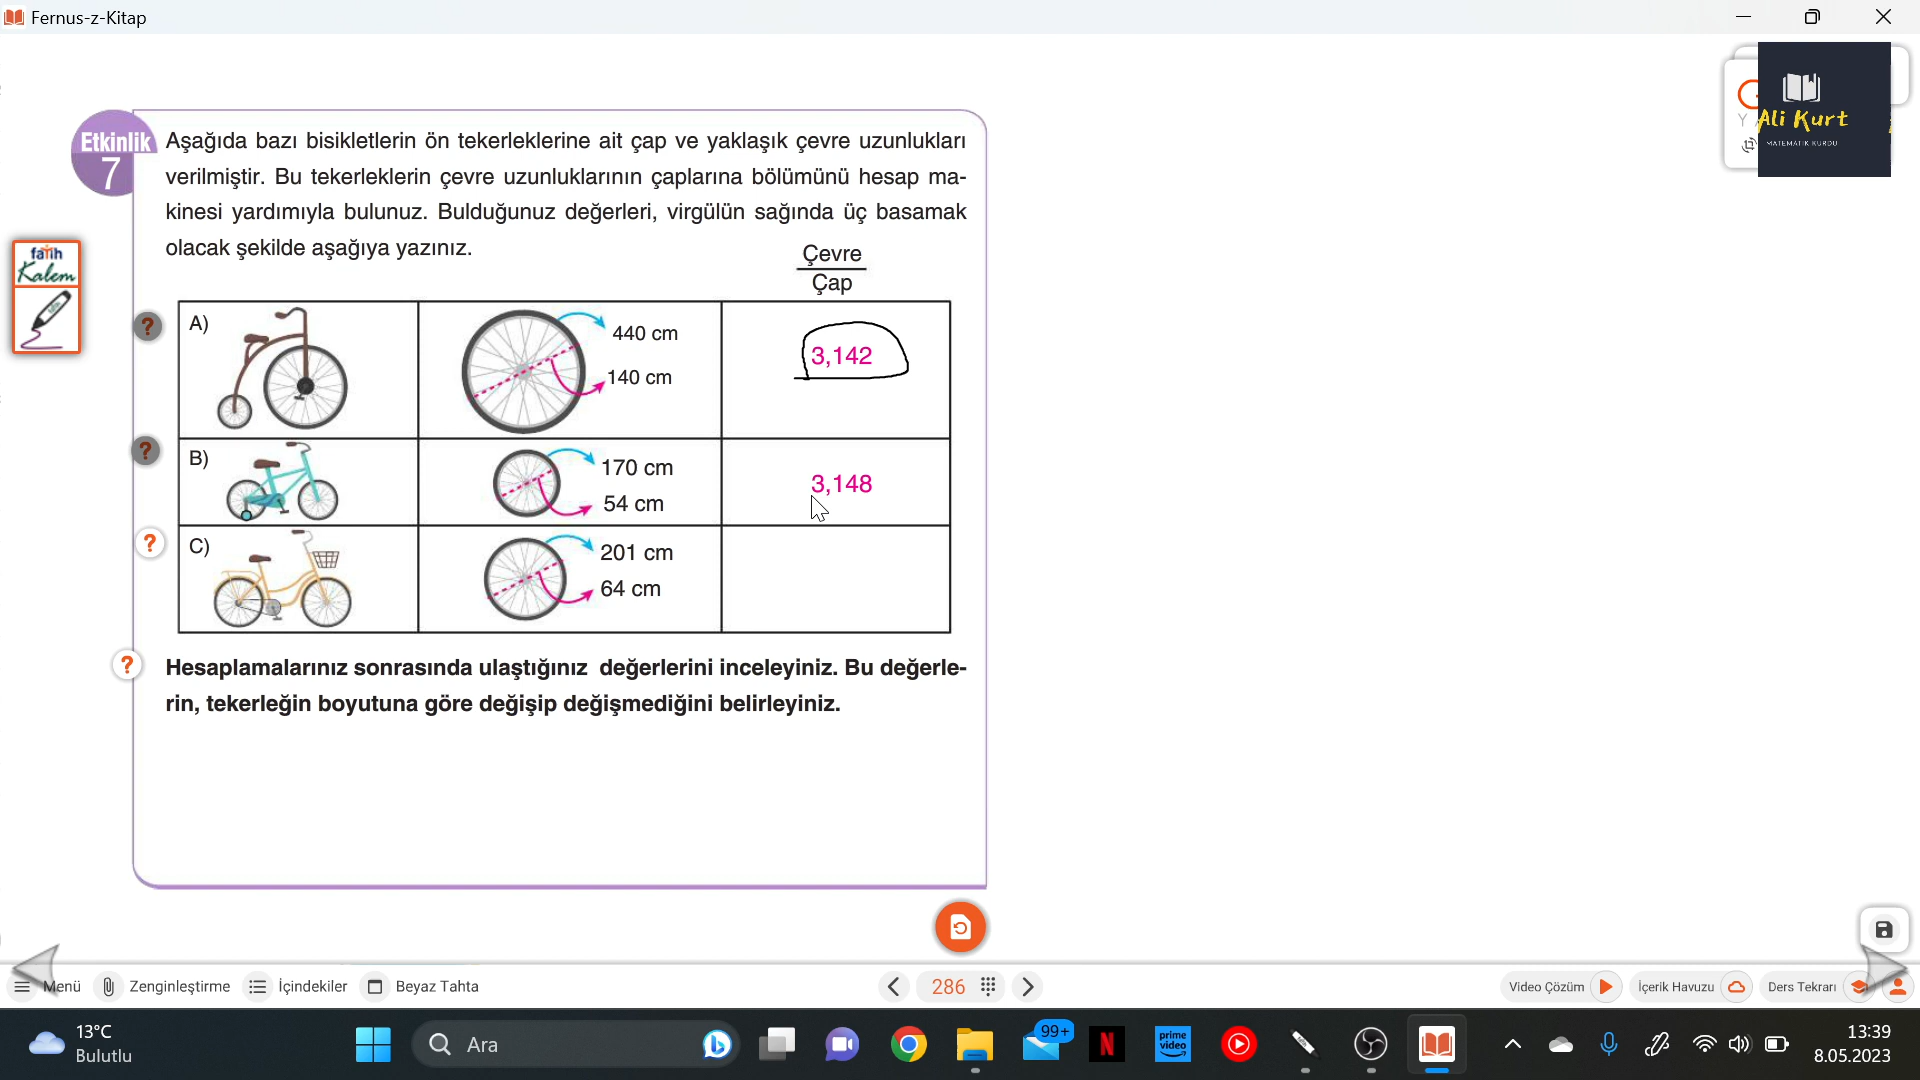 Fernus-z-Kitap
Ali Kurt
MATEMATIK KURDU
Y
Etkinlik
7
Aşağıda bazı bisikletlerin ön tekerleklerine ait çap ve yaklaşık çevre uzunlukları
verilmiştir. Bu tekerleklerin çevre uzunluklarının çaplarına bölümünü hesap ma-
kinesi yardımıyla bulunuz. Bulduğunuz değerleri, virgülün sağında üç basamak
olacak şekilde aşağıya yazınız.
Çevre
Çap
fatih
Kalem
? A) 440 cm 3,142
140 cm
? B) 170 cm 3,148
54 cm
? C) 201 cm
64 cm
? Hesaplamalarınız sonrasında ulaştığınız değerlerini inceleyiniz. Bu değerle-
rin, tekerleğin boyutuna göre değişip değişmediğini belirleyiniz.
Menü Zenginleştirme İçindekiler Beyaz Tahta 286 Video Çözüm İçerik Havuzu Ders Tekrarı
13°C
Bulutlu
Ara
99+
N
prime
video
13:39
8.05.2023